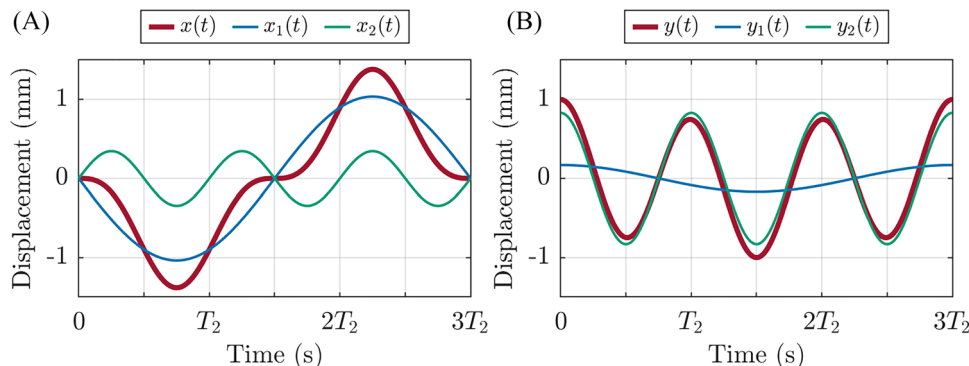 (A)
x(t) x₁(t) x₂(t)
Displacement (mm)
1
0
-1
0 T₂ 2T₂ 3T₂
Time (s)
(B)
y(t) y₁(t) y₂(t)
Displacement (mm)
1
0
-1
0 T₂ 2T₂ 3T₂
Time (s)